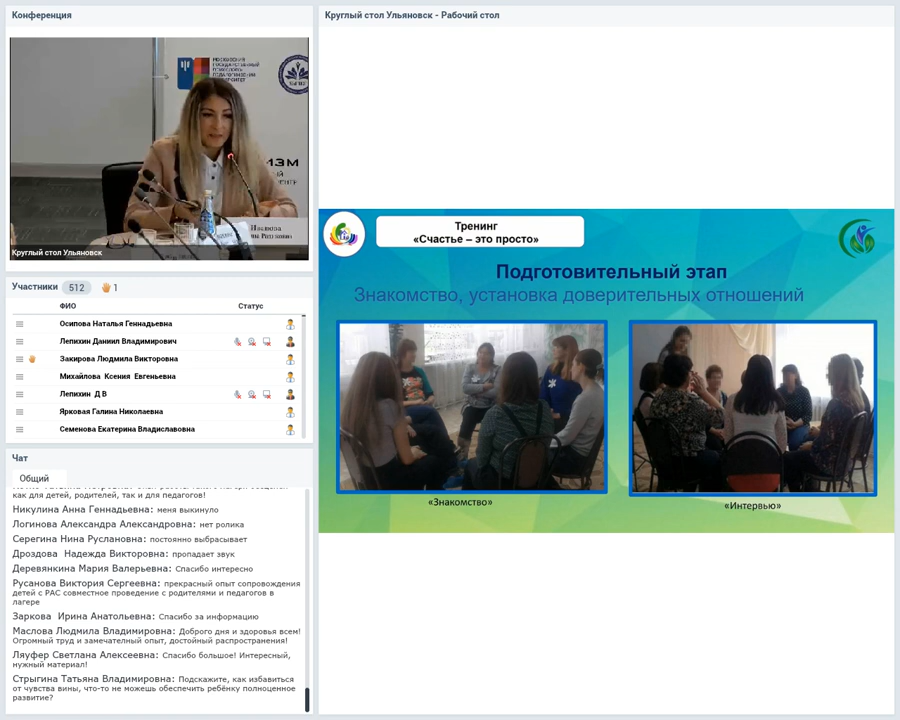 Конференция
МОСКОВСКИЙ
ГОСУДАРСТВЕННЫЙ
УНИВЕРСИТЕТ
Круглый стол Ульяновск
Участники 512 1
ФИО Статус
Осипова Наталья Геннадьевна
Лепихин Даниил Владимирович
Закирова Людмила Викторовна
Михайлова Ксения Евгеньевна
Лепихин Д В
Ярковая Галина Николаевна
Семенова Екатерина Владиславовна
Чат
Общий
как для детей, родителей, так и для педагогов!
Никулина Анна Геннадьевна: меня выкинуло
Логинова Александра Александровна: нет ролика
Серегина Нина Руслановна: постоянно выбрасывает
Дроздова Надежда Викторовна: пропадает звук
Деревянкина Мария Валерьевна: Спасибо интересно
Русанова Виктория Сергеевна: прекрасный опыт сопровождения
детей с РАС совместное проведение с родителями и педагогов в
лагере
Заркова Ирина Анатольевна: Спасибо за информацию
Маслова Людмила Владимировна: Доброго дня и здоровья всем!
Огромный труд и замечателный опыт, достойный распространения!
Ляуфер Светлана Алексеевна: Спасибо большое! Интересный,
нужный материал!
Стрыгина Татьяна Владимировна: Подскажите, как избавиться
от чувства вины, что-то не можешь обеспечить ребёнку полноценное
развитие?
Круглый стол Ульяновск - Рабочий стол
Тренинг
«Счастье – это просто»
Подготовительный этап
Знакомство, установка доверительных отношений
«Знакомство»
«Интервью»